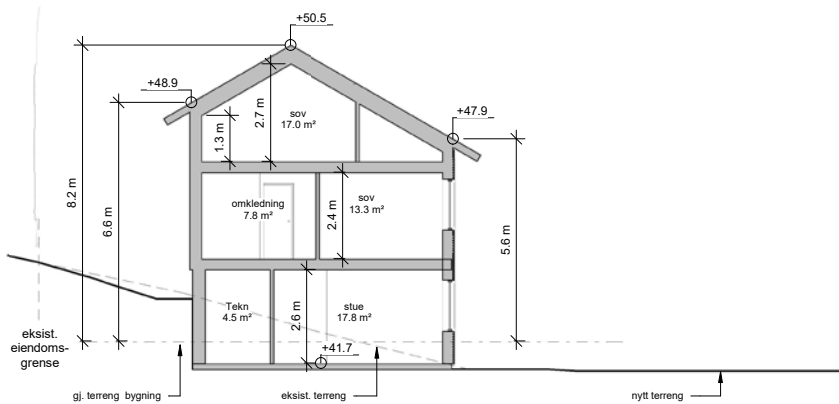 +50.5
+48.9
+47.9
sov
17.0 m²
2.7 m
1.3 m
8.2 m
6.6 m
omkledning
7.8 m²
sov
13.3 m²
2.4 m
5.6 m
Tekn
4.5 m²
stue
17.8 m²
2.6 m
+41.7
eksist.
eiendoms-
grense
gj. terreng bygning
eksist. terreng
nytt terreng